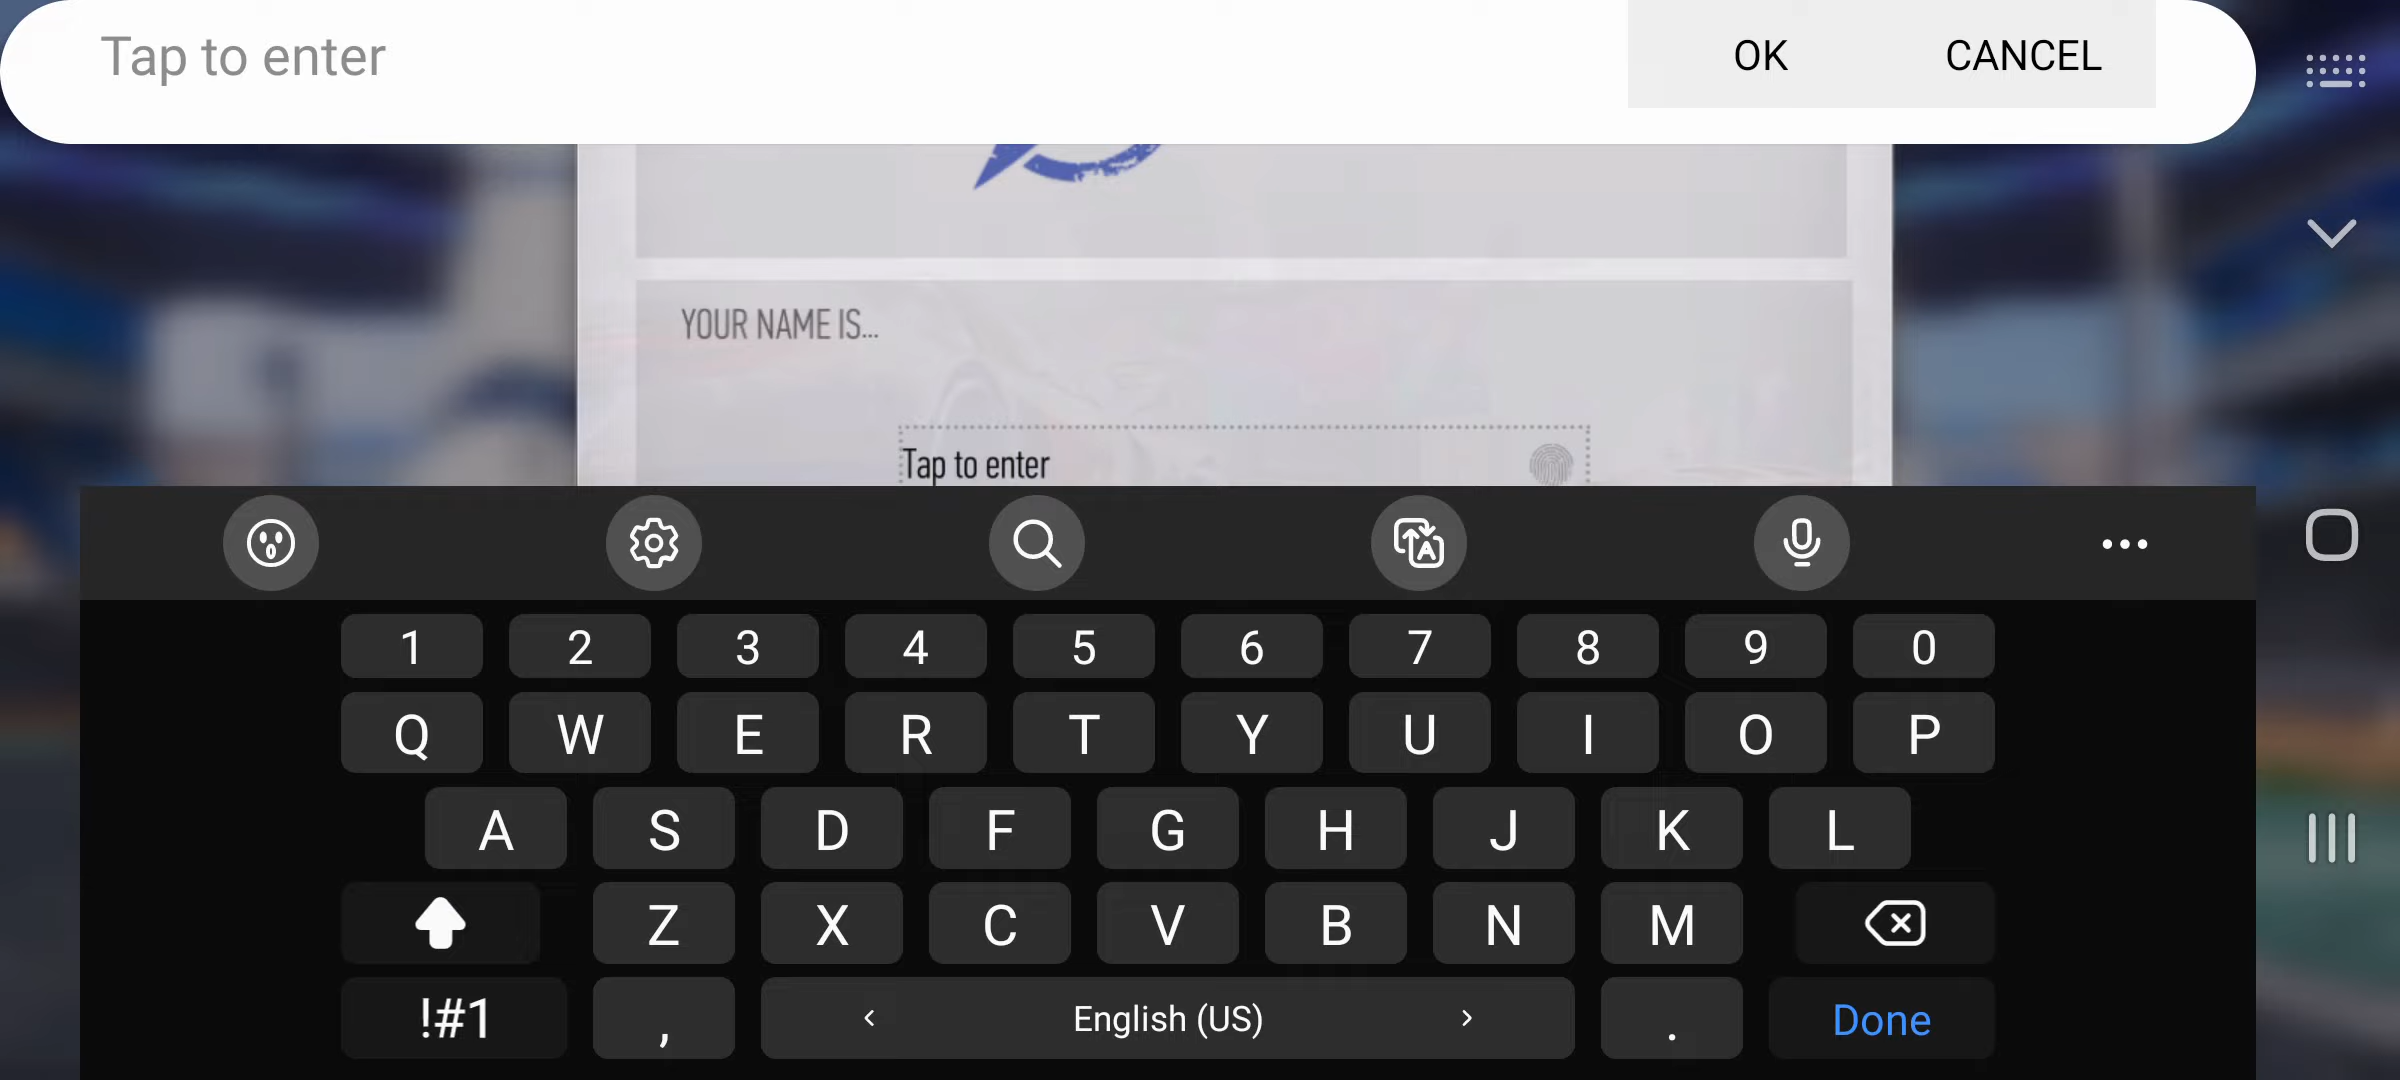 Tap to enter
OK CANCEL
YOUR NAME IS...
Tap to enter
1 2 3 4 5 6 7 8 9 0
Q W E R T Y U I O P
A S D F G H J K L
Z X C V B N M
!#1 , < English (US) > . Done